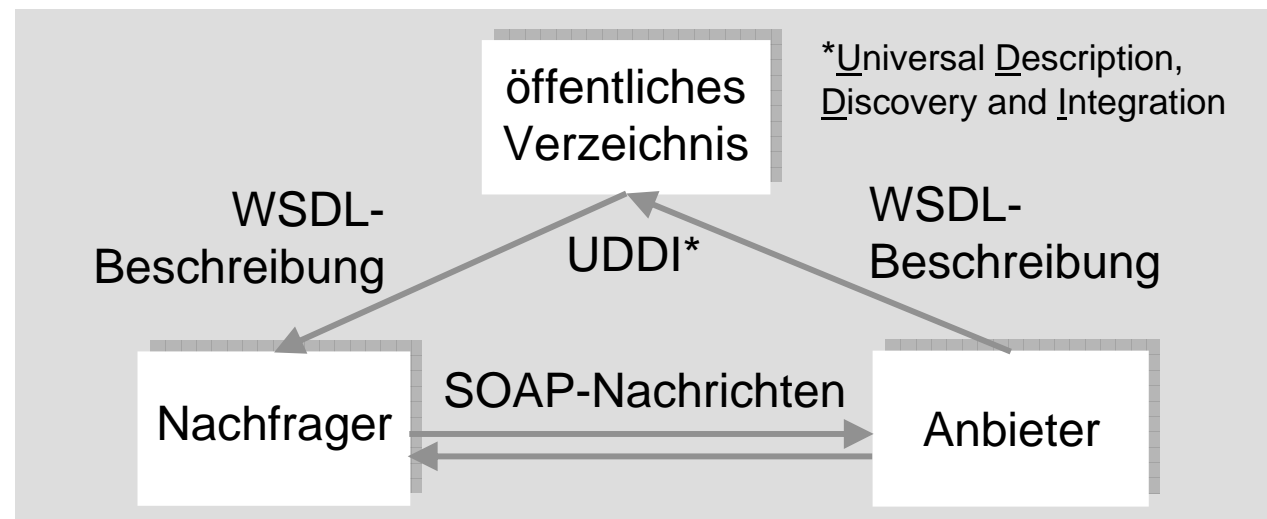 öffentliches
Verzeichnis
*Universal Description,
Discovery and Integration
WSDL-
Beschreibung
UDDI*
WSDL-
Beschreibung
SOAP-Nachrichten
Nachfrager
Anbieter